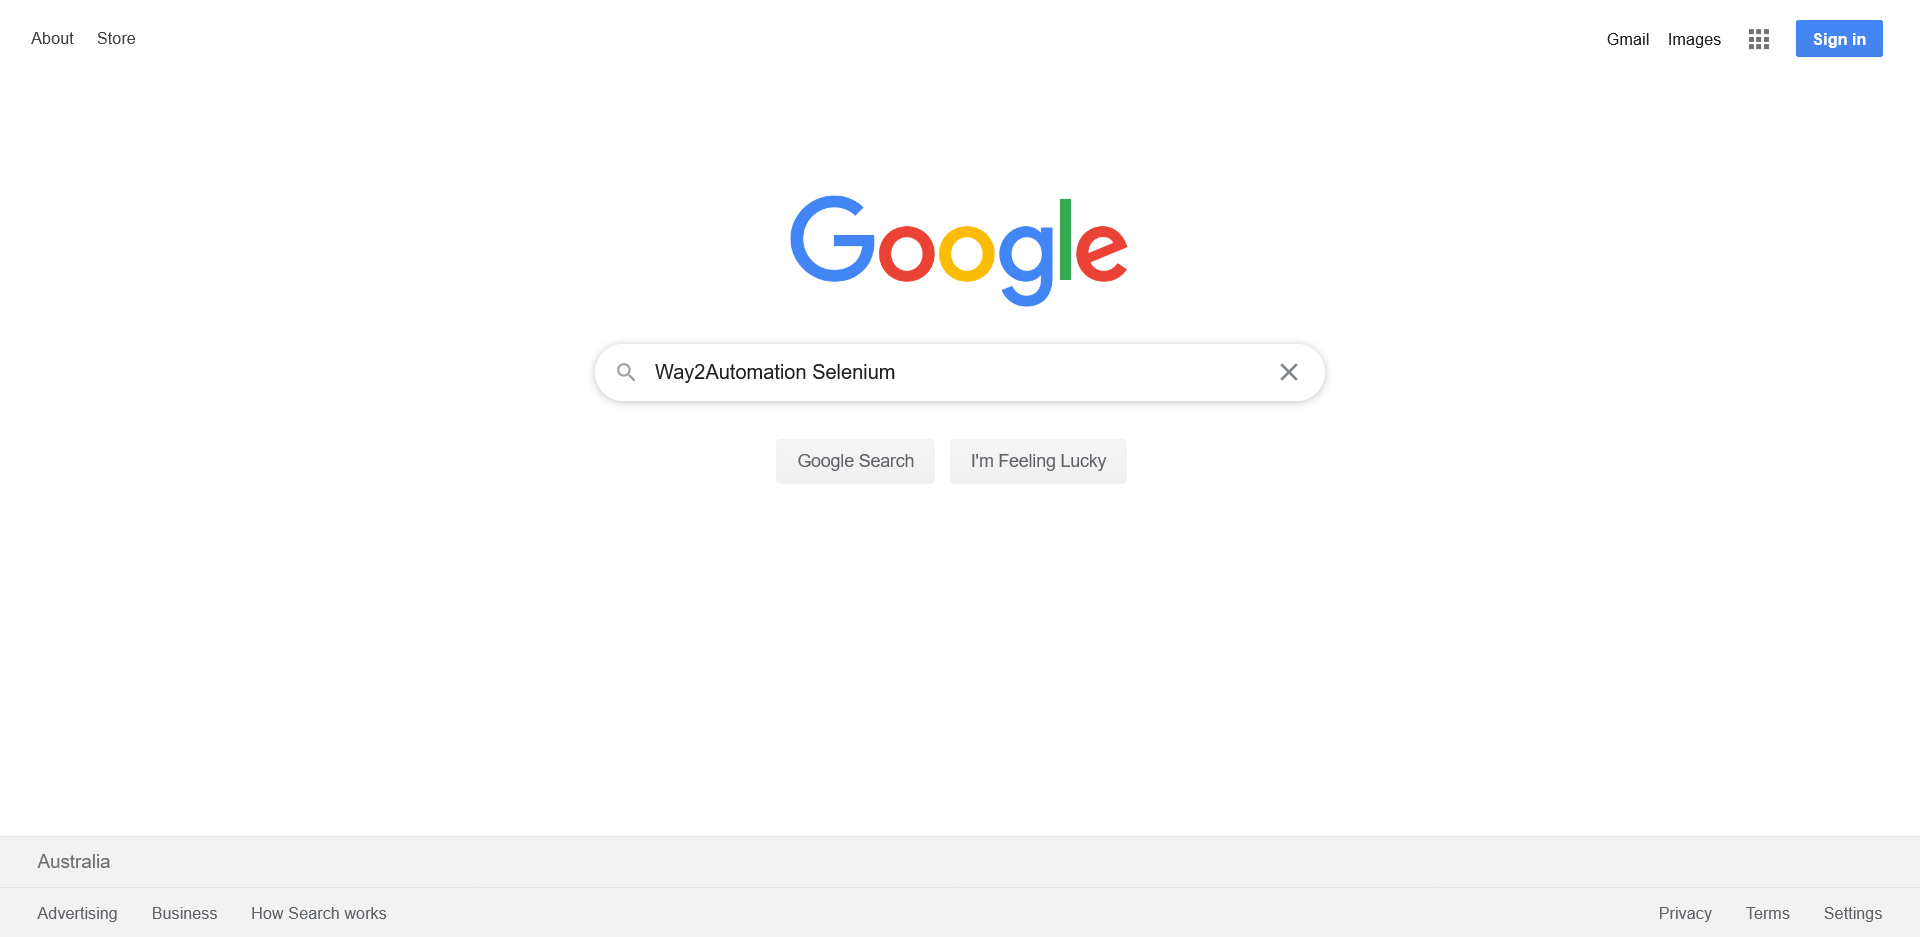 About Store Gmail Images Sign in
Google
Way2Automation Selenium
Google Search I'm Feeling Lucky
Australia
Advertising Business How Search works Privacy Terms Settings